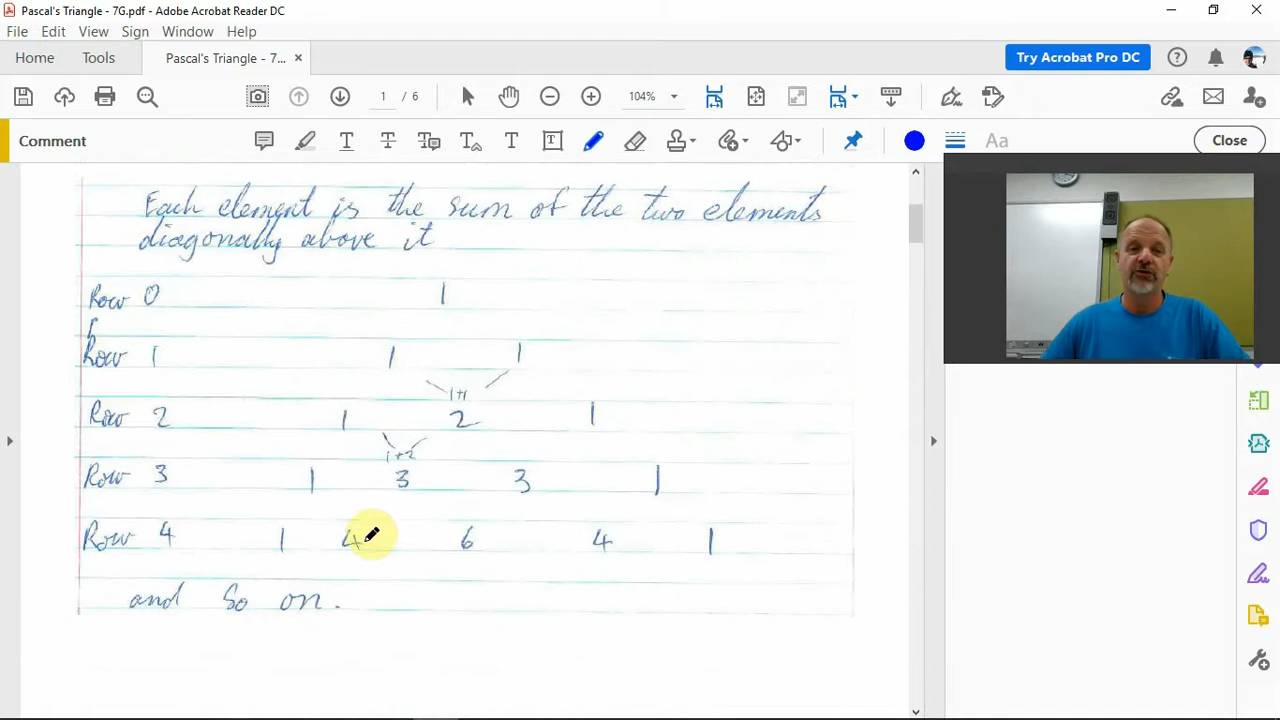 Pascal's Triangle - 7G.pdf - Adobe Acrobat Reader DC
File Edit View Sign Window Help
Home Tools Pascal's Triangle - 7... ×
Try Acrobat Pro DC
1 / 6
104%
Comment
Aa
Close
Each element is the sum of the two elements
diagonally above it
Row 0 1
Row 1 1 1
1+1
Row 2 1 2 1
1+2
Row 3 1 3 3 1
Row 4 1 4 6 4 1
and so on.